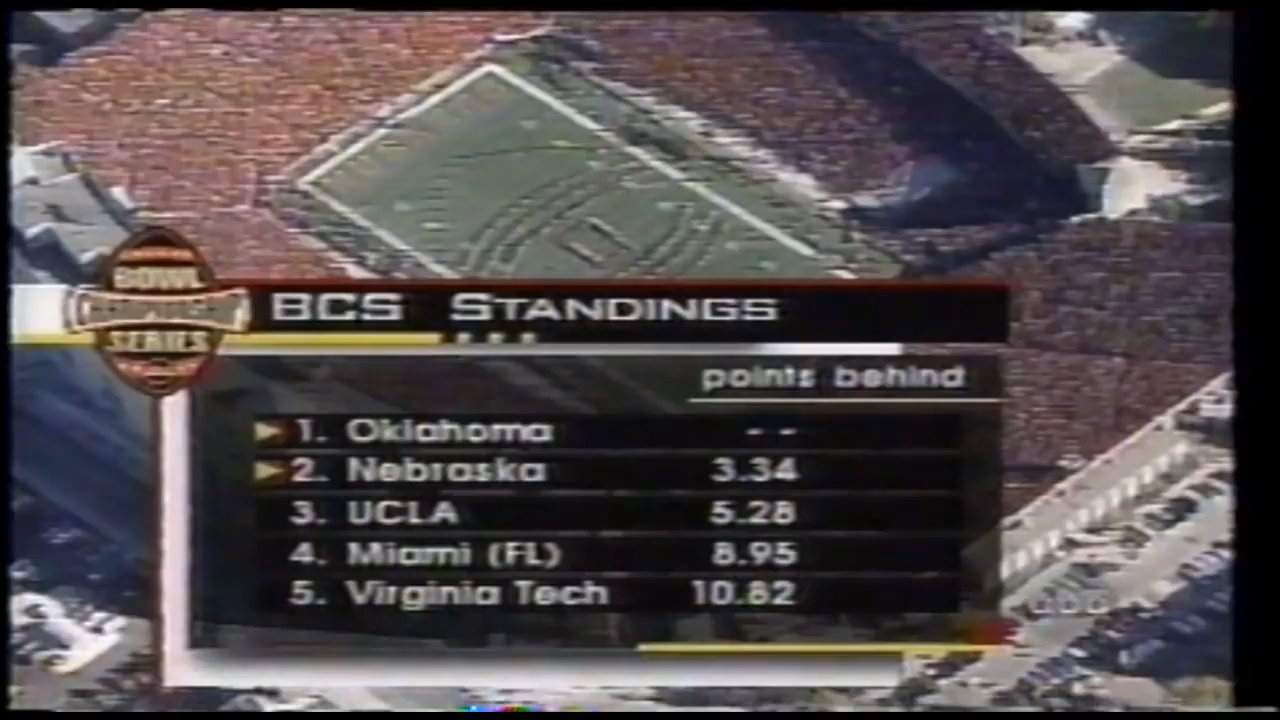 BOWL
SERIES
BCS STANDINGS
points behind
1. Oklahoma - -
2. Nebraska 3.34
3. UCLA 5.28
4. Miami (FL) 8.95
5. Virginia Tech 10.82
abc